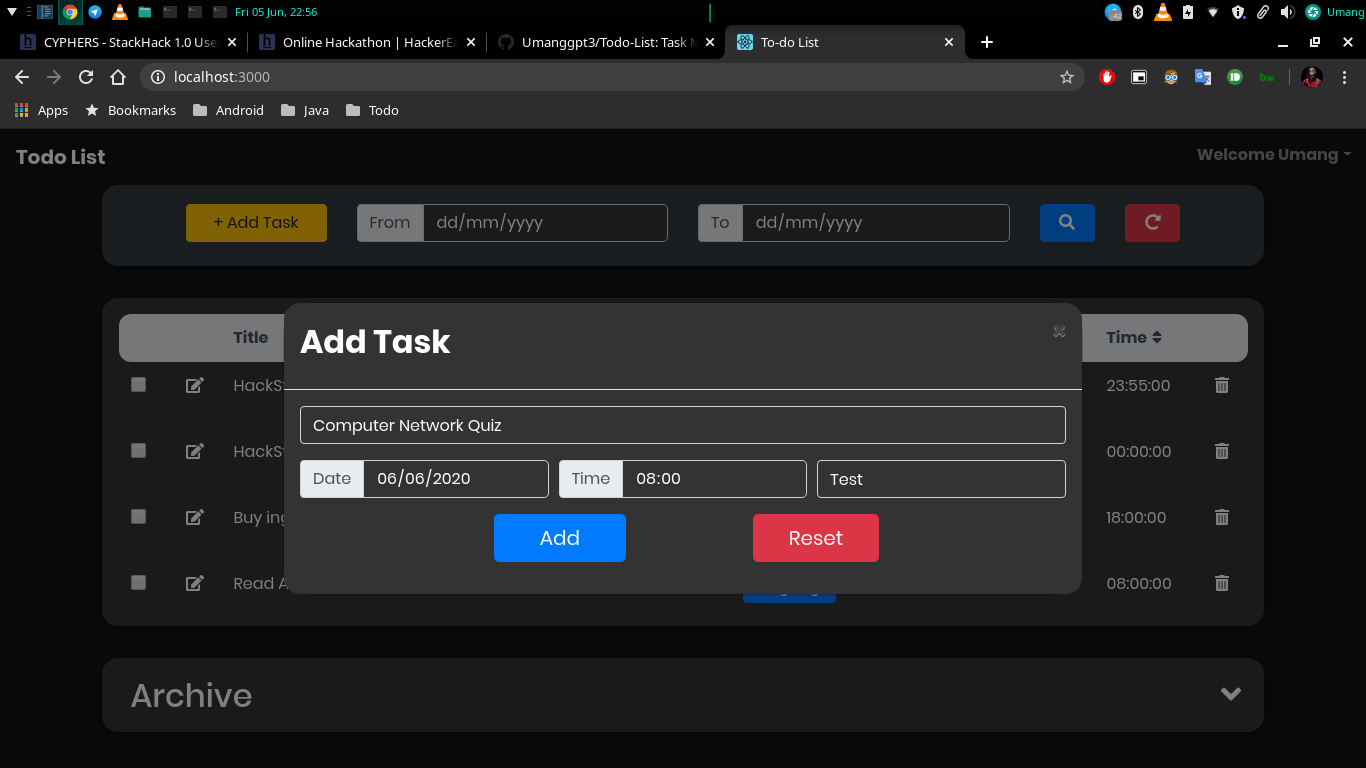 Fri 05 Jun, 22:56
Umang
CYPHERS - StackHack 1.0 Use
Online Hackathon | HackerEa
Umanggpt3/Todo-List: Task M
To-do List
localhost:3000
bw
Apps
Bookmarks
Android
Java
Todo
Todo List
Welcome Umang
+ Add Task
From
dd/mm/yyyy
To
dd/mm/yyyy
Title
Time
HackS
23:55:00
HackS
00:00:00
Buy ing
18:00:00
Read A
08:00:00
Add Task
Computer Network Quiz
Date
06/06/2020
Time
08:00
Test
Add
Reset
Archive